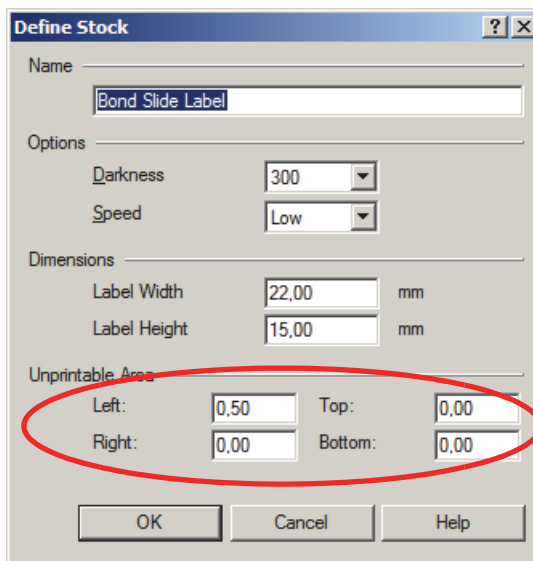 Define Stock ? X
Name
Bond Slide Label
Options
Darkness 300
Speed Low
Dimensions
Label Width 22,00 mm
Label Height 15,00 mm
Unprintable Area
Left: 0,50 Top: 0,00
Right: 0,00 Bottom: 0,00
OK Cancel Help